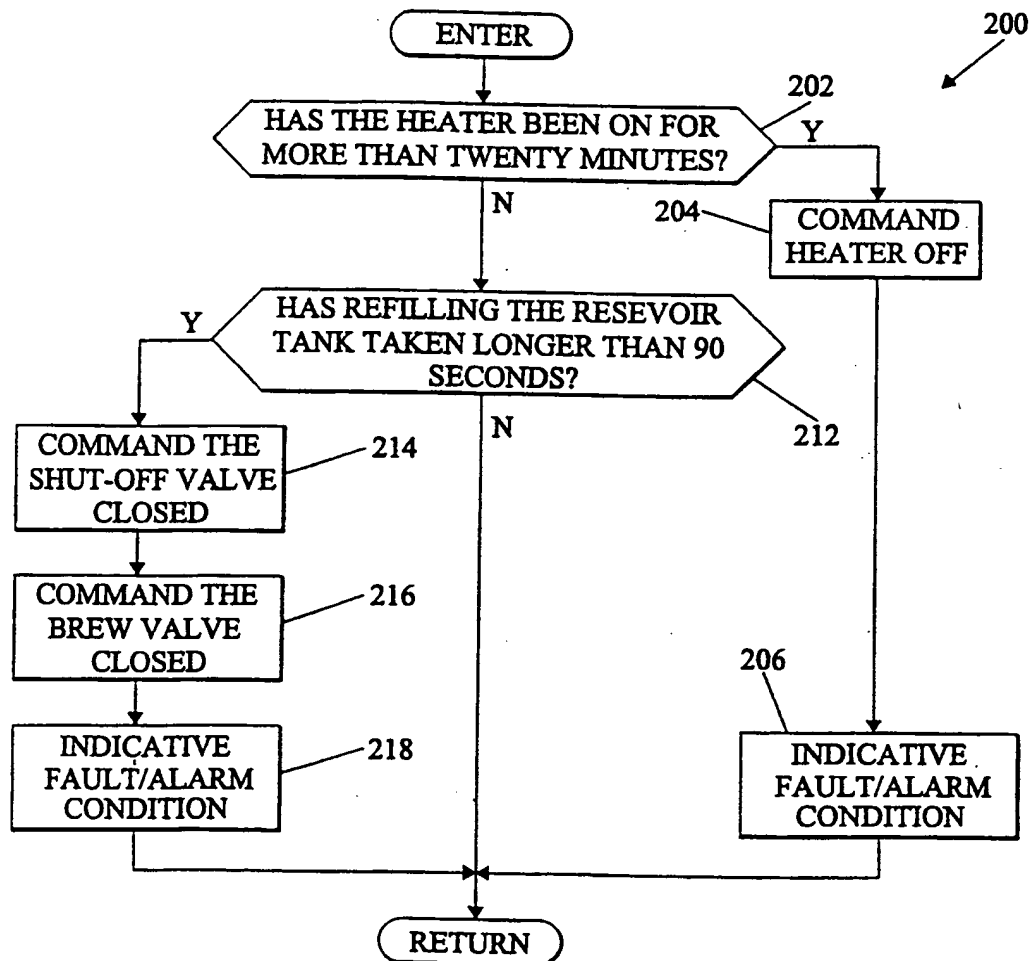 ENTER
200
202
HAS THE HEATER BEEN ON FOR
MORE THAN TWENTY MINUTES?
Y
N
204
COMMAND
HEATER OFF
Y
HAS REFILLING THE RESEVOIR
TANK TAKEN LONGER THAN 90
SECONDS?
N
212
COMMAND THE
SHUT-OFF VALVE
CLOSED
214
COMMAND THE
BREW VALVE
CLOSED
216
206
INDICATIVE
FAULT/ALARM
CONDITION
218
INDICATIVE
FAULT/ALARM
CONDITION
RETURN